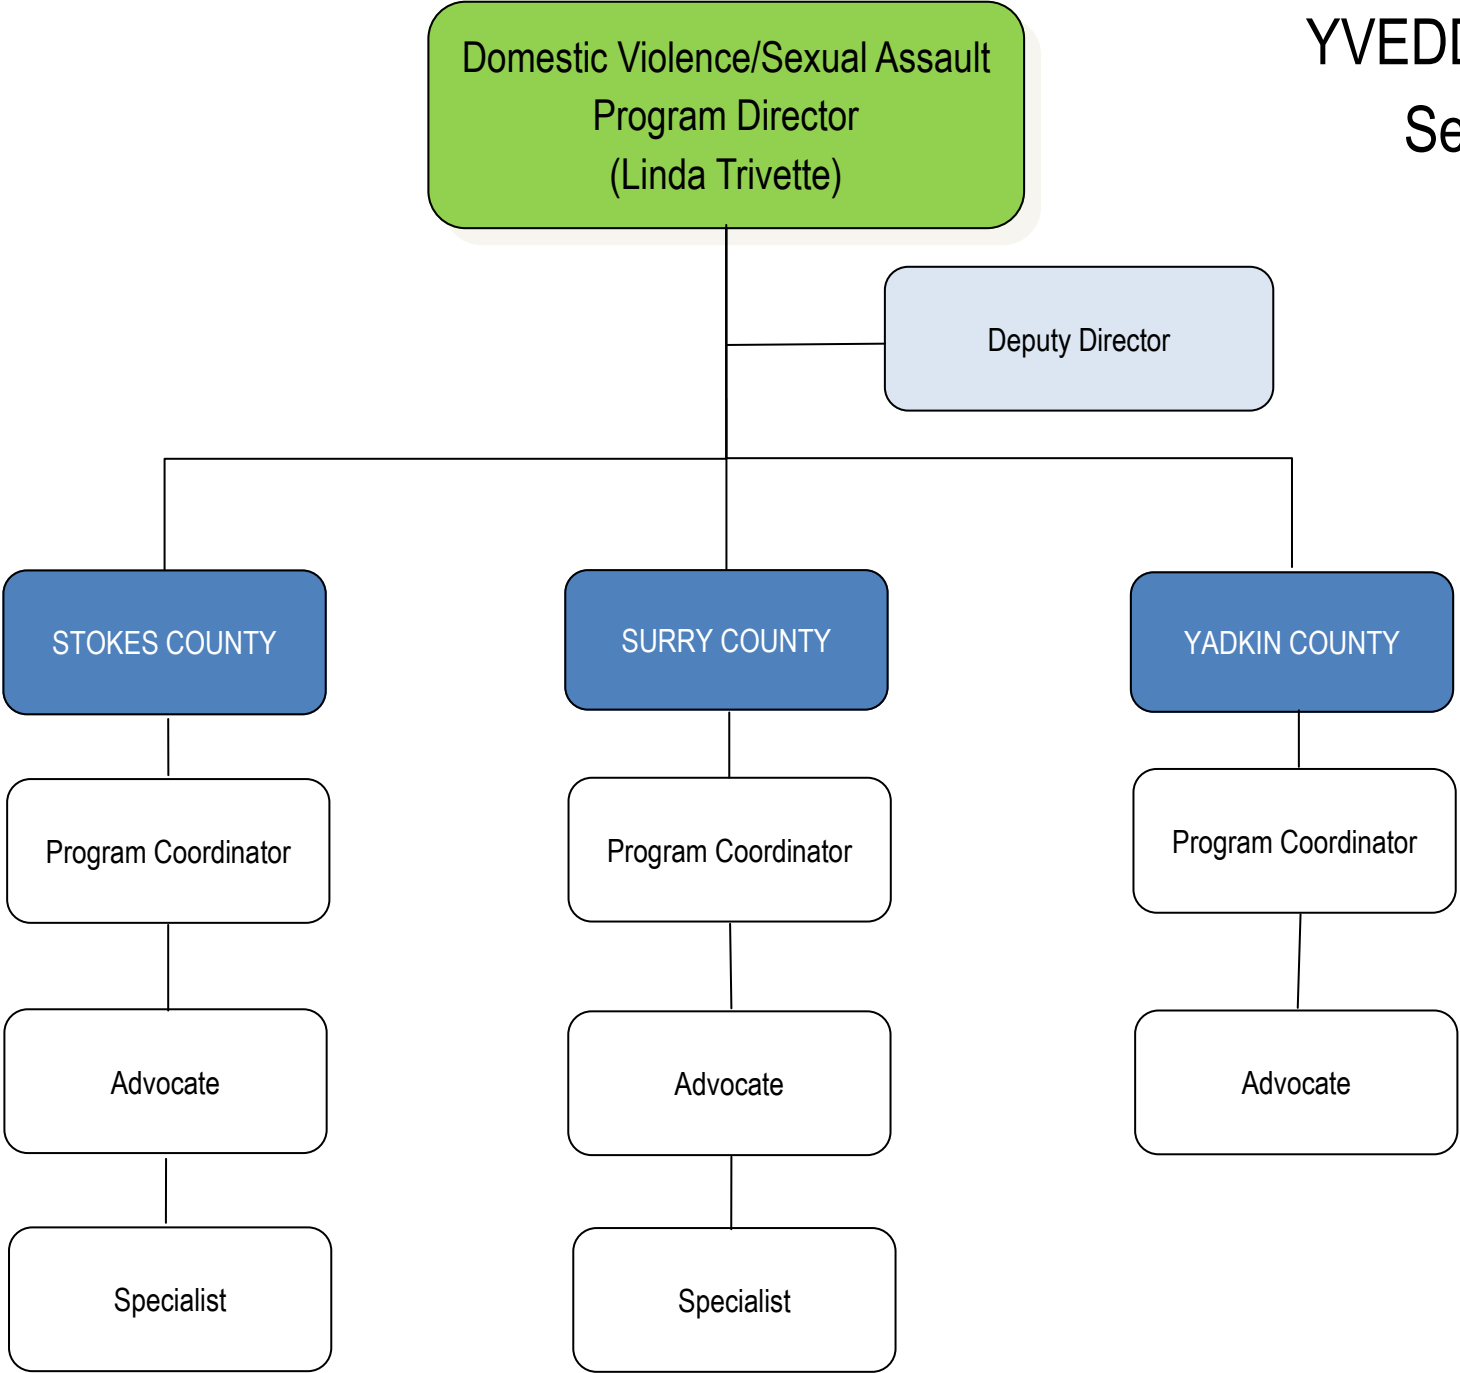 Domestic Violence/Sexual Assault
Program Director
(Linda Trivette)
Deputy Director
STOKES COUNTY
SURRY COUNTY
YADKIN COUNTY
Program Coordinator
Program Coordinator
Program Coordinator
Advocate
Advocate
Advocate
Specialist
Specialist